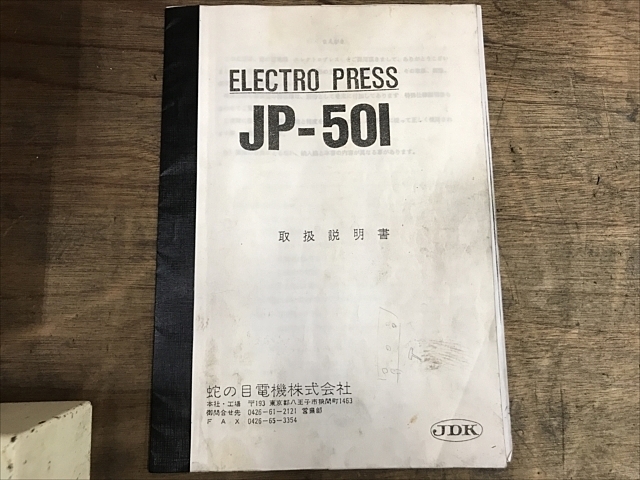 ELECTRO PRESS
JP-501
取扱説明書
蛇の目電機株式会社
本社・工場 〒193 東京都八王子市狭間町1463
御問合せ先 0426-61-2121 営備部
FAX 0426-65-3354
JDK